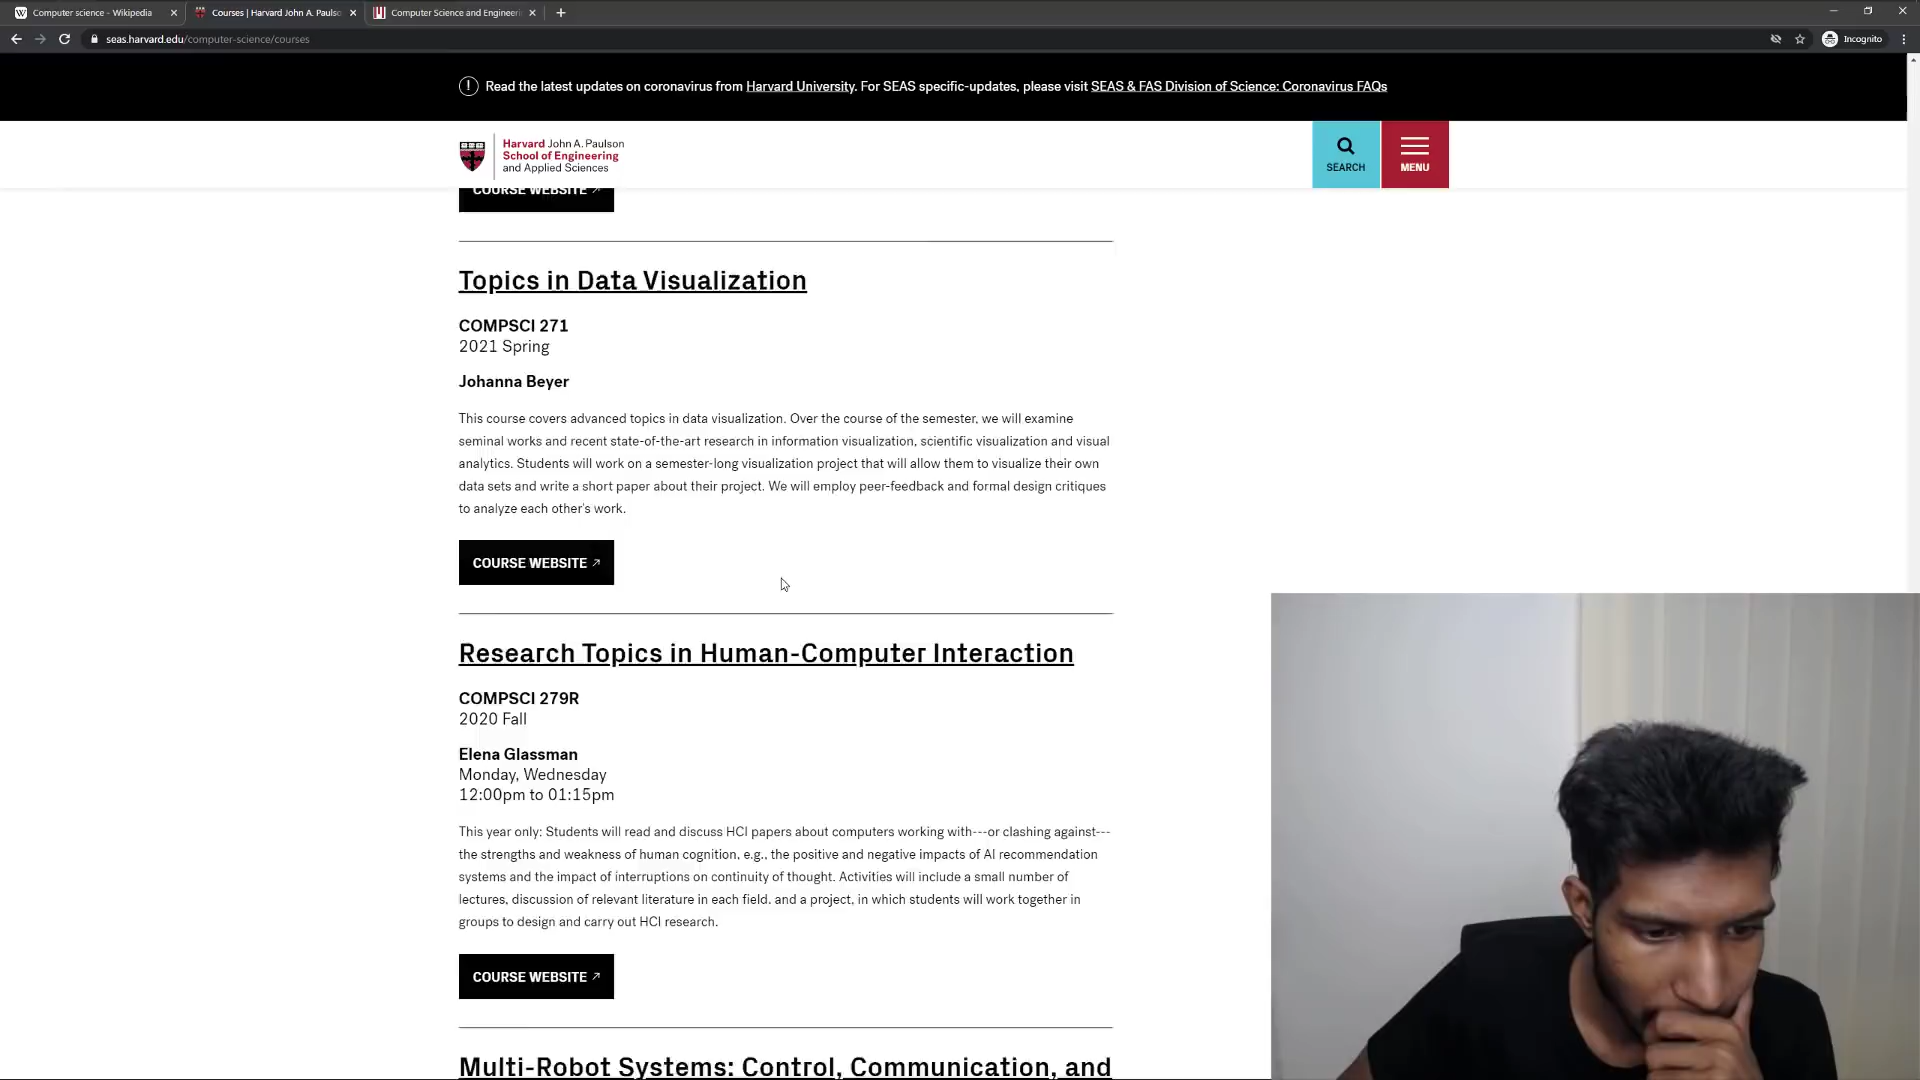 Computer science - Wikipedia
Courses | Harvard John A. Paulso
Computer Science and Engineeri
seas.harvard.edu/computer-science/courses
Incognito
Read the latest updates on coronavirus from Harvard University. For SEAS specific-updates, please visit SEAS & FAS Division of Science: Coronavirus FAQs
Harvard John A. Paulson
School of Engineering
and Applied Sciences
SEARCH
MENU
COURSE WEBSITE
Topics in Data Visualization
COMPSCI 271
2021 Spring
Johanna Beyer
This course covers advanced topics in data visualization. Over the course of the semester, we will examine
seminal works and recent state-of-the-art research in information visualization, scientific visualization and visual
analytics. Students will work on a semester-long visualization project that will allow them to visualize their own
data sets and write a short paper about their project. We will employ peer-feedback and formal design critiques
to analyze each other's work.
COURSE WEBSITE
Research Topics in Human-Computer Interaction
COMPSCI 279R
2020 Fall
Elena Glassman
Monday, Wednesday
12:00pm to 01:15pm
This year only: Students will read and discuss HCI papers about computers working with---or clashing against---
the strengths and weakness of human cognition, e.g., the positive and negative impacts of AI recommendation
systems and the impact of interruptions on continuity of thought. Activities will include a small number of
lectures, discussion of relevant literature in each field. and a project, in which students will work together in
groups to design and carry out HCI research.
COURSE WEBSITE
Multi-Robot Systems: Control, Communication, and